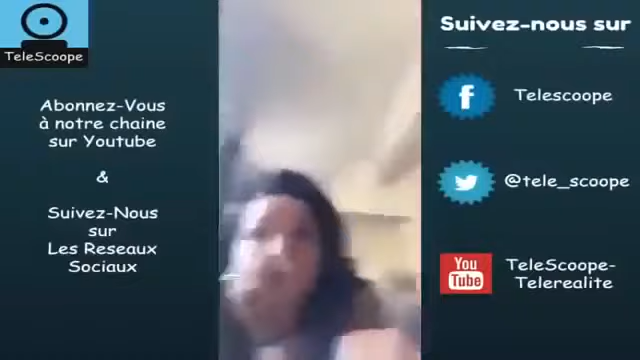 TeleScoope
Abonnez-Vous
à notre chaine
sur Youtube
&
Suivez-Nous
sur
Les Reseaux
Sociaux
Suivez-nous sur
f
Telescoope
@tele_scoope
You
Tube
TeleScoope-
Telerealite